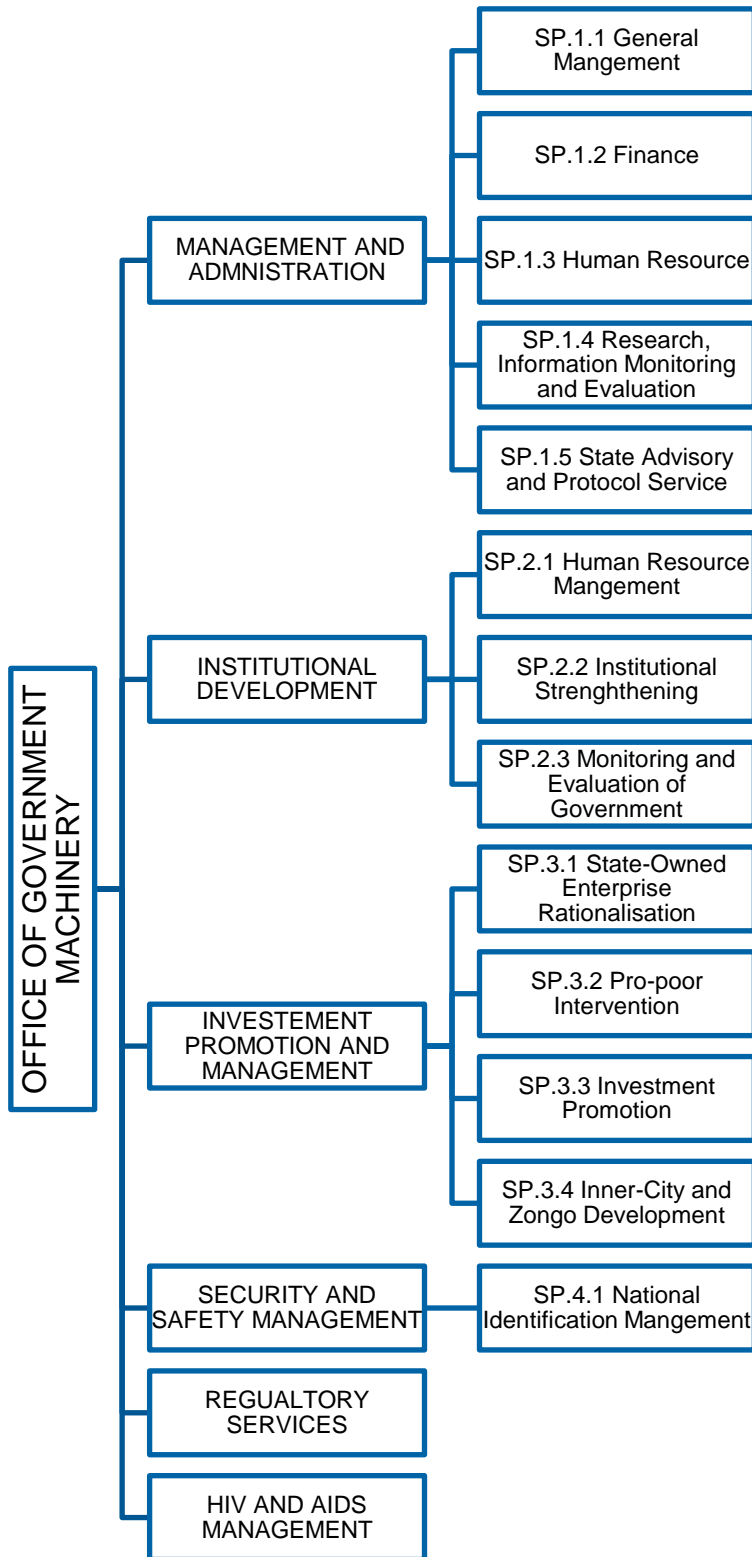 OFFICE OF GOVERNMENT
MACHINERY
MANAGEMENT AND
ADMNISTRATION
SP.1.1 General
Mangement
SP.1.2 Finance
SP.1.3 Human Resource
SP.1.4 Research,
Information Monitoring
and Evaluation
SP.1.5 State Advisory
and Protocol Service
INSTITUTIONAL
DEVELOPMENT
SP.2.1 Human Resource
Mangement
SP.2.2 Institutional
Strenghthening
SP.2.3 Monitoring and
Evaluation of
Government
INVESTEMENT
PROMOTION AND
MANAGEMENT
SP.3.1 State-Owned
Enterprise
Rationalisation
SP.3.2 Pro-poor
Intervention
SP.3.3 Investment
Promotion
SP.3.4 Inner-City and
Zongo Development
SECURITY AND
SAFETY MANAGEMENT
SP.4.1 National
Identification Mangement
REGUALTORY
SERVICES
HIV AND AIDS
MANAGEMENT